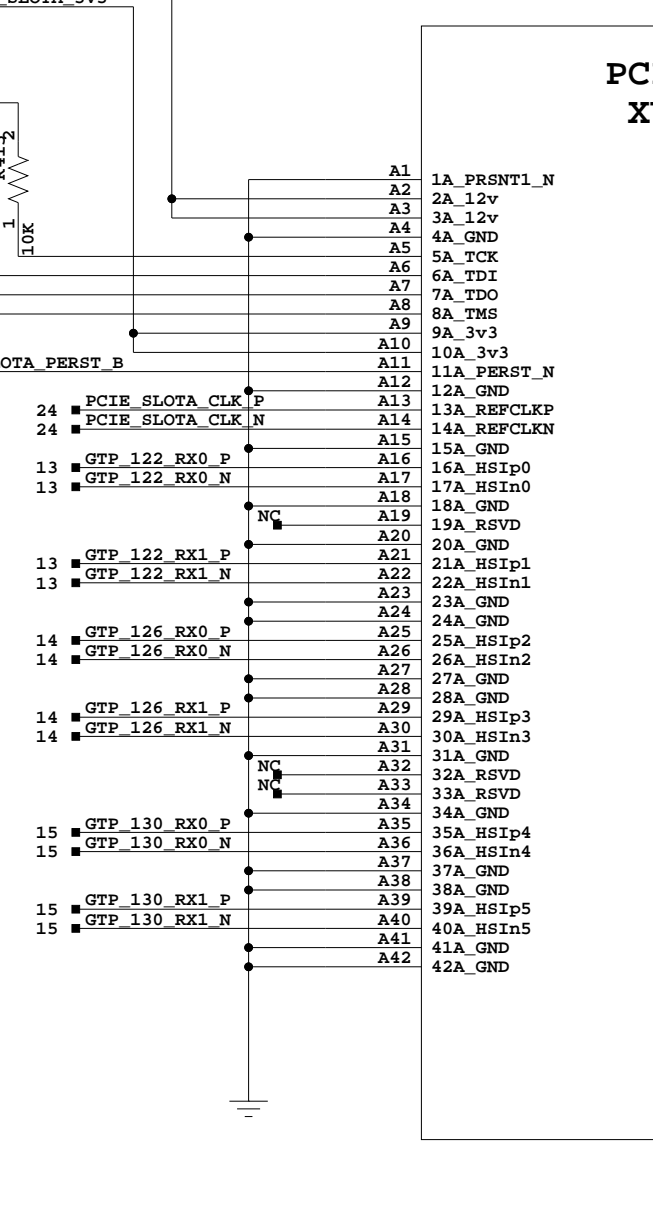 _SLOTA_3V3
PC
X
2
1
10K
A1 1A_PRSNT1_N
A2 2A_12v
A3 3A_12v
A4 4A_GND
A5 5A_TCK
A6 6A_TDI
A7 7A_TDO
A8 8A_TMS
A9 9A_3v3
A10 10A_3v3
OTA_PERST_B A11 11A_PERST_N
A12 12A_GND
24 PCIE_SLOTA_CLK_P A13 13A_REFCLKP
24 PCIE_SLOTA_CLK_N A14 14A_REFCLKN
A15 15A_GND
13 GTP_122_RX0_P A16 16A_HSIp0
13 GTP_122_RX0_N A17 17A_HSIn0
A18 18A_GND
NC A19 19A_RSVD
A20 20A_GND
13 GTP_122_RX1_P A21 21A_HSIp1
13 GTP_122_RX1_N A22 22A_HSIn1
A23 23A_GND
A24 24A_GND
14 GTP_126_RX0_P A25 25A_HSIp2
14 GTP_126_RX0_N A26 26A_HSIn2
A27 27A_GND
A28 28A_GND
14 GTP_126_RX1_P A29 29A_HSIp3
14 GTP_126_RX1_N A30 30A_HSIn3
A31 31A_GND
NC A32 32A_RSVD
NC A33 33A_RSVD
A34 34A_GND
15 GTP_130_RX0_P A35 35A_HSIp4
15 GTP_130_RX0_N A36 36A_HSIn4
A37 37A_GND
A38 38A_GND
15 GTP_130_RX1_P A39 39A_HSIp5
15 GTP_130_RX1_N A40 40A_HSIn5
A41 41A_GND
A42 42A_GND